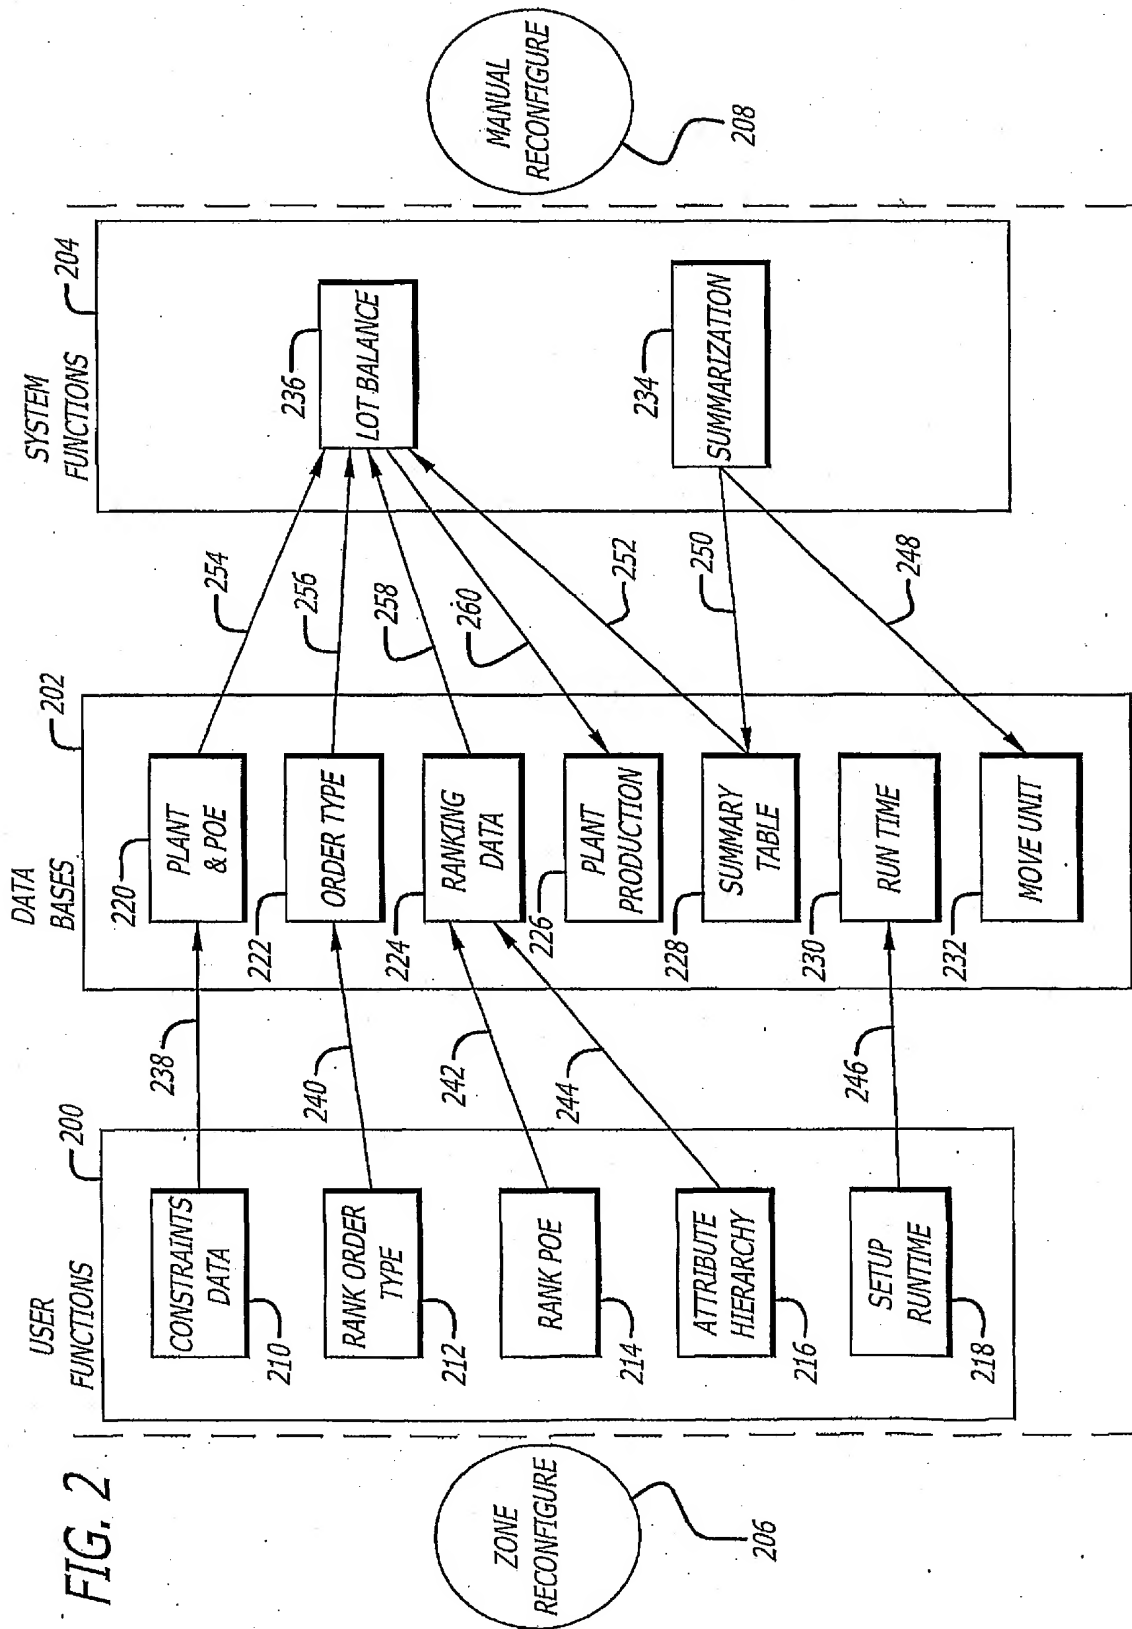 FIG. 2
USER
FUNCTIONS
200
CONSTRAINTS
DATA
210
RANK ORDER
TYPE
212
RANK POE
214
ATTRIBUTE
HIERARCHY
216
SETUP
RUNTIME
218
ZONE
RECONFIGURE
206
238
240
242
244
246
DATA
BASES
202
PLANT
& POE
220
ORDER TYPE
222
RANKING
DATA
224
PLANT
PRODUCTION
226
SUMMARY
TABLE
228
RUN TIME
230
MOVE UNIT
232
254
256
258
260
252
250
248
SYSTEM
FUNCTIONS
204
LOT BALANCE
236
SUMMARIZATION
234
MANUAL
RECONFIGURE
208